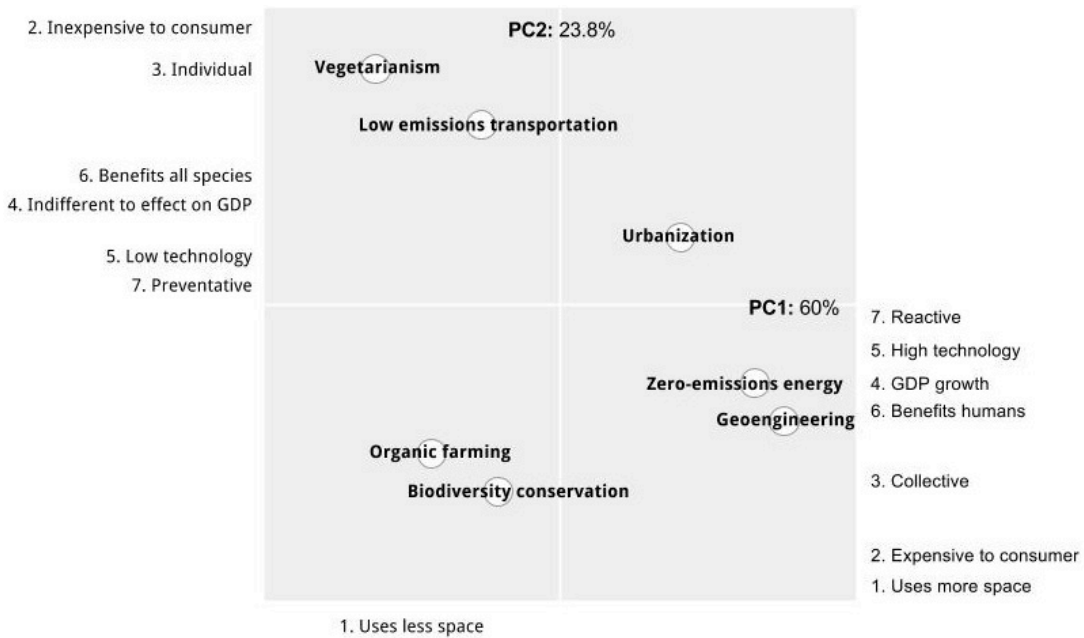 2. Inexpensive to consumer
PC2: 23.8%
3. Individual
Vegetarianism
Low emissions transportation
6. Benefits all species
4. Indifferent to effect on GDP
Urbanization
5. Low technology
7. Preventative
PC1: 60%
7. Reactive
5. High technology
Zero-emissions energy
4. GDP growth
6. Benefits humans
Geoengineering
Organic farming
3. Collective
Biodiversity conservation
2. Expensive to consumer
1. Uses more space
1. Uses less space